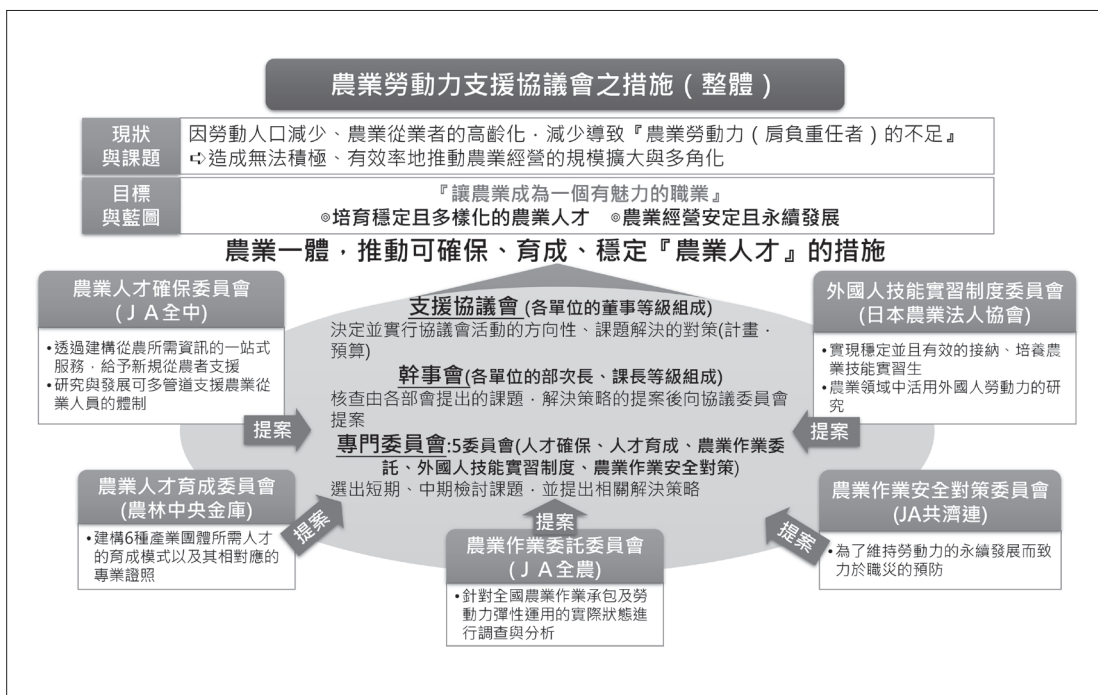 農業勞動力支援協議會之措施(整體)
現狀
與課題
因勞動人口減少、農業從業者的高齡化．減少導致『農業勞動力(肩負重任者)的不足』
➪造成無法積極、有效率地推動農業經營的規模擴大與多角化
目標
與藍圖
『讓農業成為一個有魅力的職業』
◎培育穩定且多樣化的農業人才 ◎農業經營安定且永續發展
農業一體．推動可確保、育成、穩定『農業人才』的措施
農業人才確保委員會
(ＪＡ全中)
•透過建構從農所需資訊的一站式
服務．給予新規從農者支援
•研究與發展可多管道支援農業從
業人員的體制
提案
支援協議會(各單位的董事等級組成)
決定並實行協議會活動的方向性、課題解決的對策(計畫．
預算)
幹事會(各單位的部次長、課長等級組成)
核查由各部會提出的課題．解決策略的提案後向協議委員會
提案
專門委員會:5委員會(人才確保、人才育成、農業作業委
託、外國人技能實習制度、農業作業安全對策)
選出短期、中期檢討課題．並提出相關解決策略
外國人技能實習制度委員會
(日本農業法人協會)
•實現穩定並且有效的接納、培養農
業技能實習生
•農業領域中活用外國人勞動力的研
究
提案
農業人才育成委員會
(農林中央金庫)
•建構6種產業團體所需人才
的育成模式以及其相對應的
專業證照
提案
提案
農業作業委託委員會
(ＪＡ全農)
•針對全國農業作業承包及勞
動力彈性運用的實際狀態進
行調查與分析
農業作業安全對策委員會
(JA共濟連)
•為了維持勞動力的永續發展而致
力於職災的預防
提案